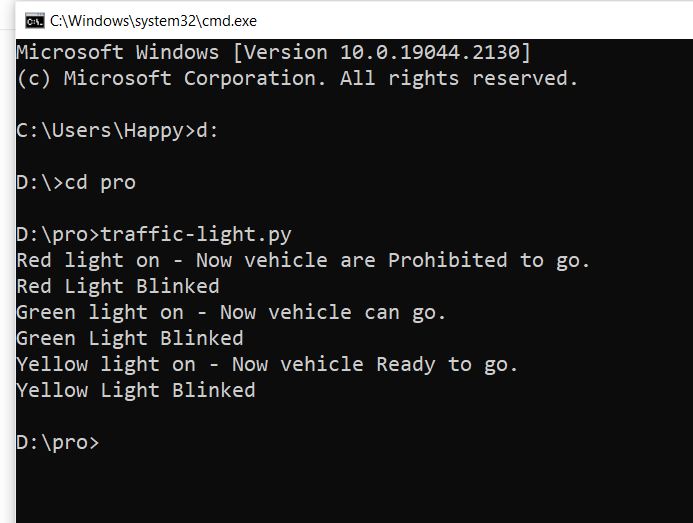 C:\Windows\system32\cmd.exe
Microsoft Windows [Version 10.0.19044.2130]
(c) Microsoft Corporation. All rights reserved.
C:\Users\Happy>d:
D:\>cd pro
D:\pro>traffic-light.py
Red light on - Now vehicle are Prohibited to go.
Red Light Blinked
Green light on - Now vehicle can go.
Green Light Blinked
Yellow light on - Now vehicle Ready to go.
Yellow Light Blinked
D:\pro>